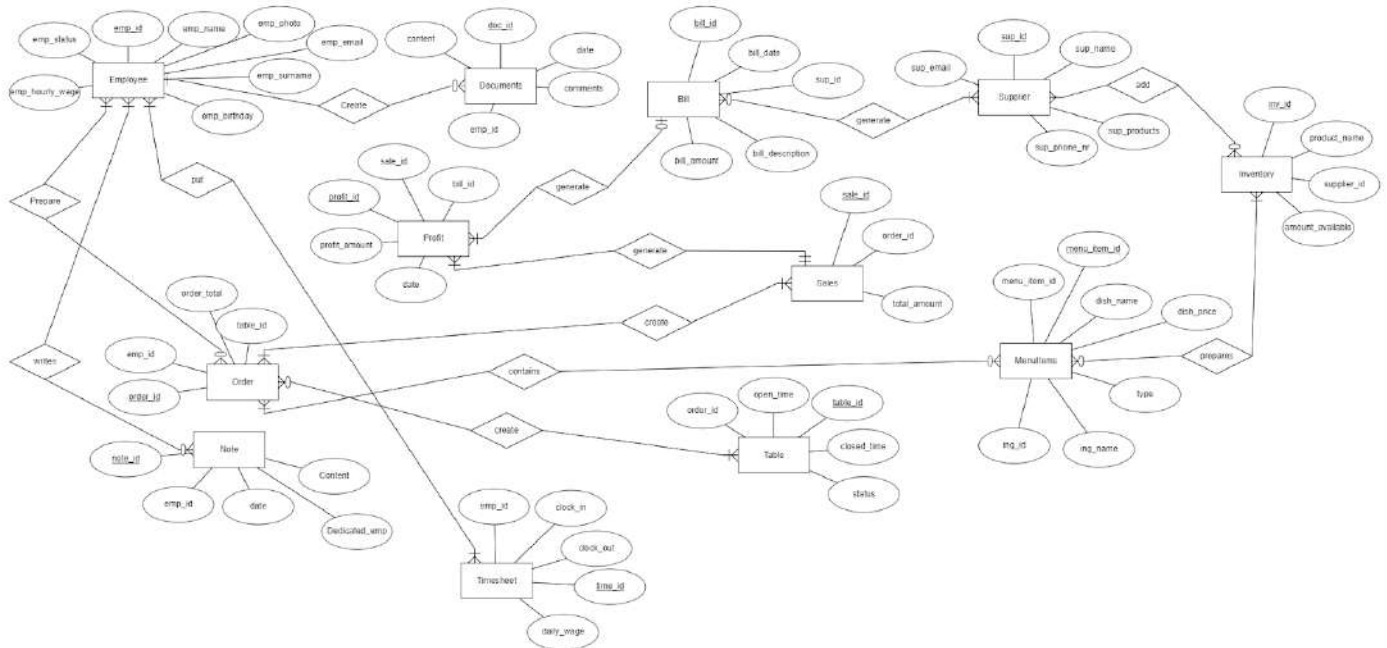 emp_status
emp_id
emp_name
emp_photo
emp_email
emp_surname
emp_hourly_wage
emp_birthday
Employee
Create
content
doc_id
date
comments
Documents
emp_id
bill_id
bill_date
sup_id
Bill
bill_amount
bill_description
generate
sup_id
sup_name
sup_email
Supplier
sup_products
sup_phone_nr
add
inv_id
product_name
supplier_id
Inventory
amount_available
Prepare
put
sale_id
bill_id
profit_id
profit_amount
Profit
date
generate
generate
sale_id
order_id
Sales
total_amount
create
order_total
table_id
emp_id
Order
order_id
contains
menu_item_id
menu_item_id
dish_name
dish_price
MenuItems
prepares
type
ing_id
ing_name
writes
create
order_id
open_time
table_id
closed_time
Table
status
note_id
Note
Content
emp_id
date
Dedicated_emp
emp_id
clock_in
clock_out
Timesheet
time_id
daily_wage